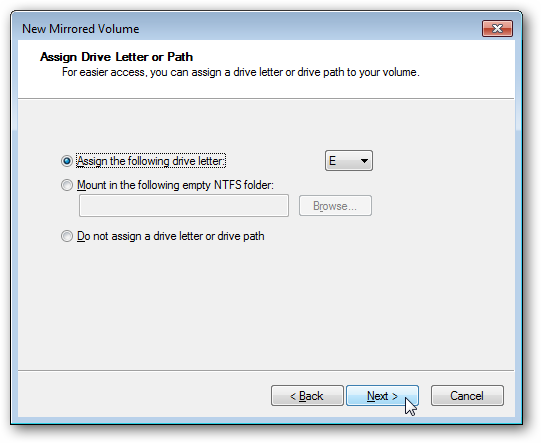 New Mirrored Volume
Assign Drive Letter or Path
For easier access, you can assign a drive letter or drive path to your volume.
Assign the following drive letter: E
Mount in the following empty NTFS folder:
Browse...
Do not assign a drive letter or drive path
< Back Next > Cancel